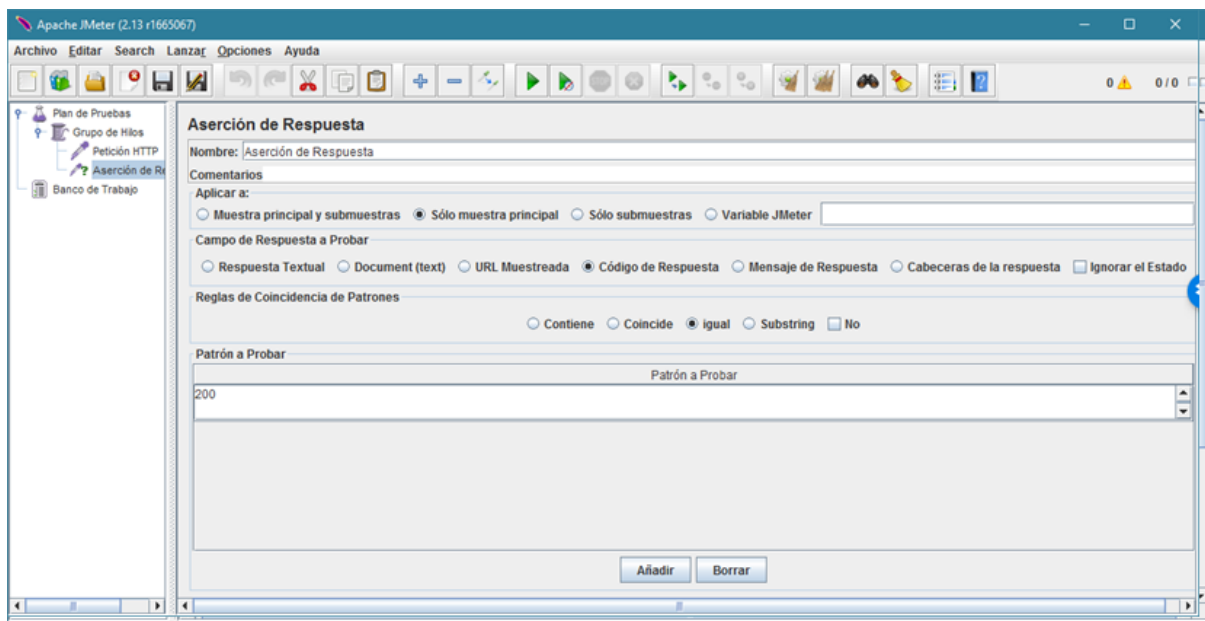 Apache JMeter (2.13 r1665067)
Archivo Editar Search Lanzar Opciones Ayuda
0 0/0
Plan de Pruebas
Grupo de Hilos
Petición HTTP
Aserción de Re
Banco de Trabajo
Aserción de Respuesta
Nombre: Aserción de Respuesta
Comentarios
Aplicar a:
Muestra principal y submuestras Sólo muestra principal Sólo submuestras Variable JMeter
Campo de Respuesta a Probar
Respuesta Textual Document (text) URL Muestreada Código de Respuesta Mensaje de Respuesta Cabeceras de la respuesta Ignorar el Estado
Reglas de Coincidencia de Patrones
Contiene Coincide igual Substring No
Patrón a Probar
Patrón a Probar
200
Añadir Borrar